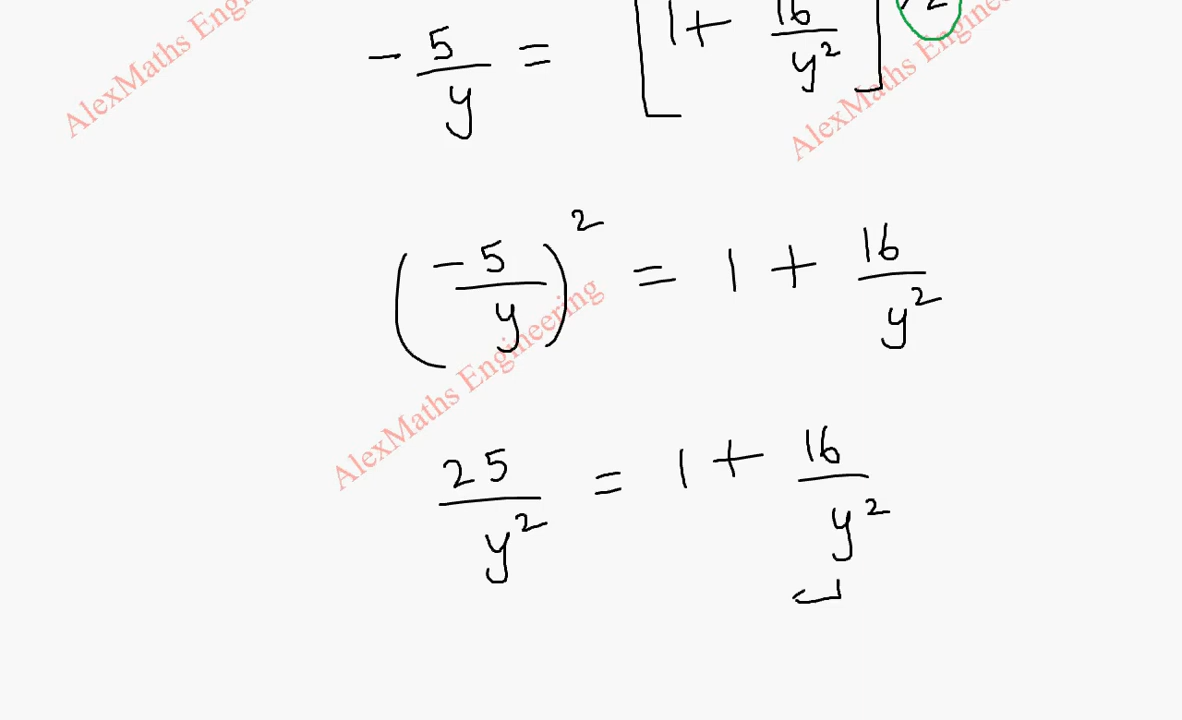 AlexMaths Engi
- 5/y = [1 + 16/y²]
AlexMaths Engineering
(-5/y)² = 1 + 16/y²
AlexMaths Engineering
25/y² = 1 + 16/y²